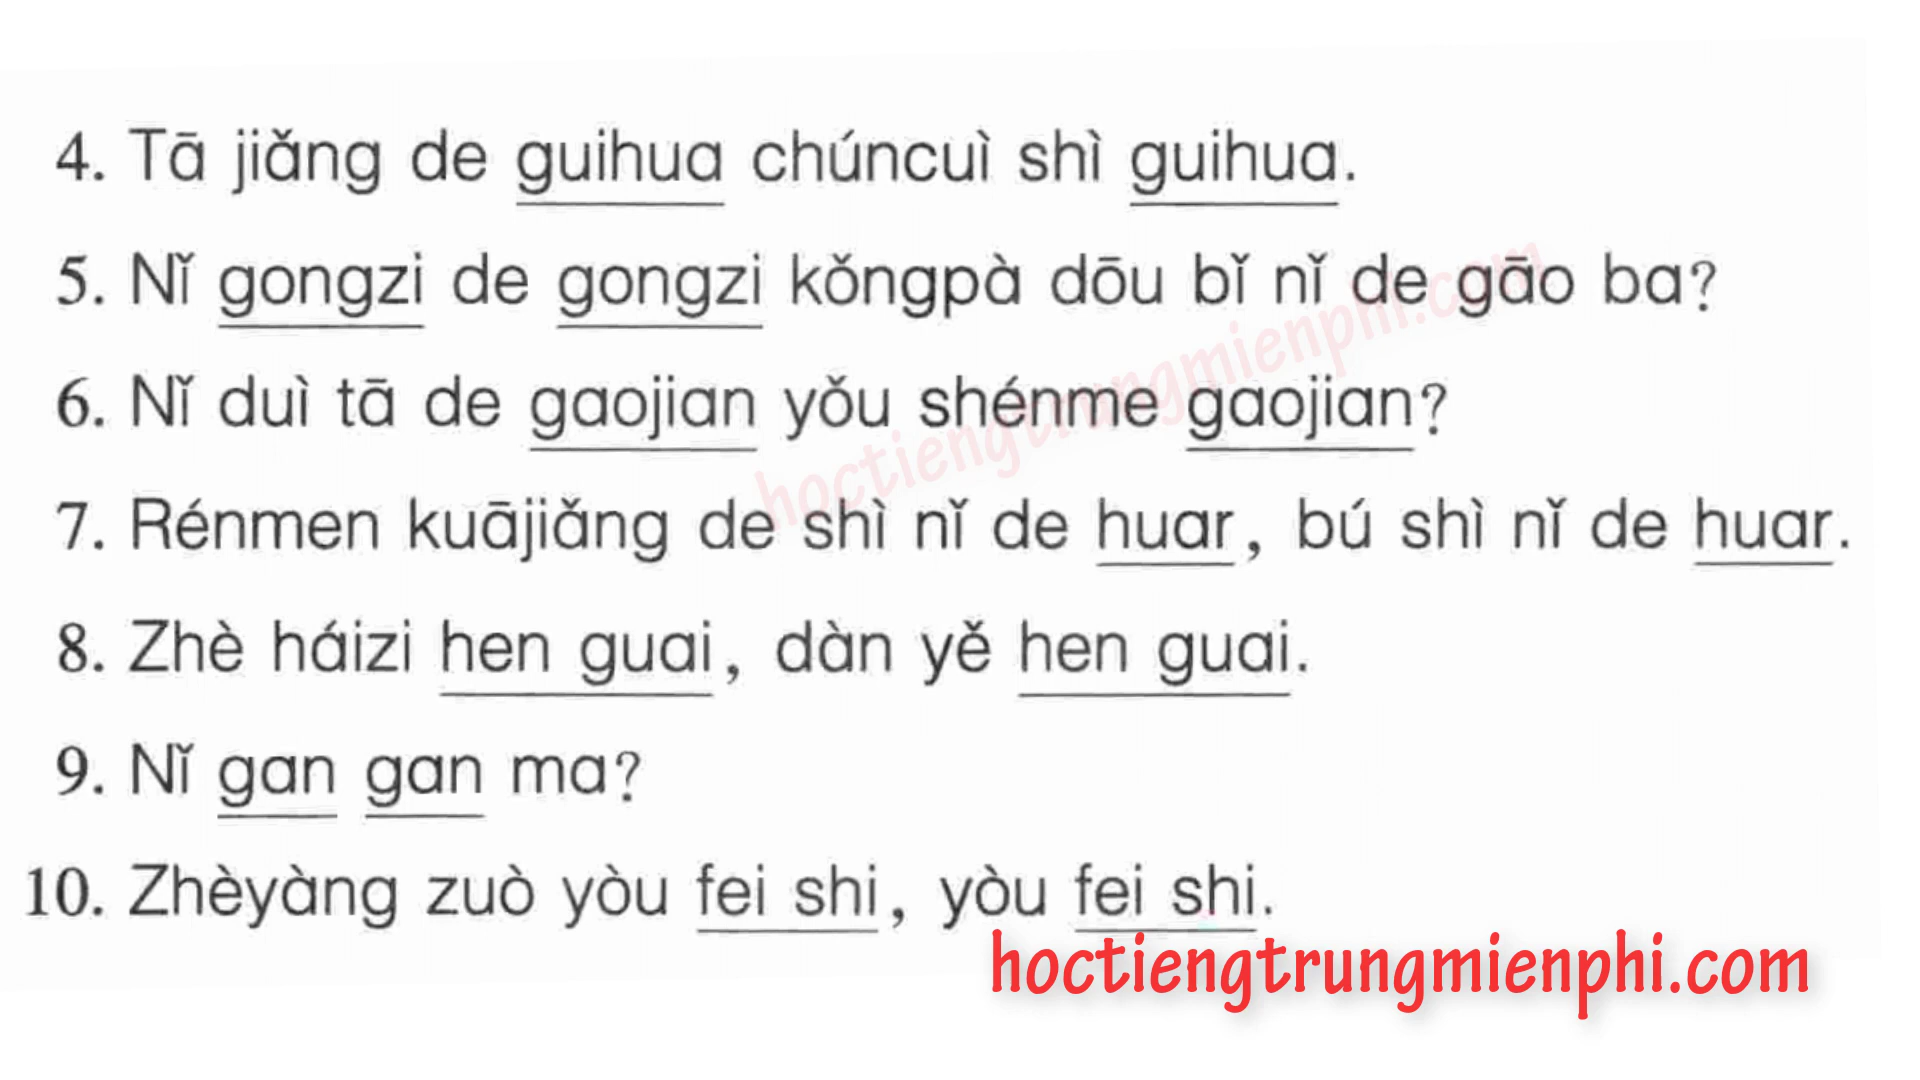 4. Tā jiǎng de guihua chúncuì shì guihua.
5. Nǐ gongzi de gongzi kǒngpà dōu bǐ nǐ de gāo ba?
6. Nǐ duì tā de gaojian yǒu shénme gaojian?
7. Rénmen kuājiǎng de shì nǐ de huar, bú shì nǐ de huar.
8. Zhè háizi hen guai, dàn yě hen guai.
9. Nǐ gan gan ma?
10. Zhèyàng zuò yòu fei shi, yòu fei shi.
hoctiengtrungmienphi.com
hoctiengtrungmienphi.com